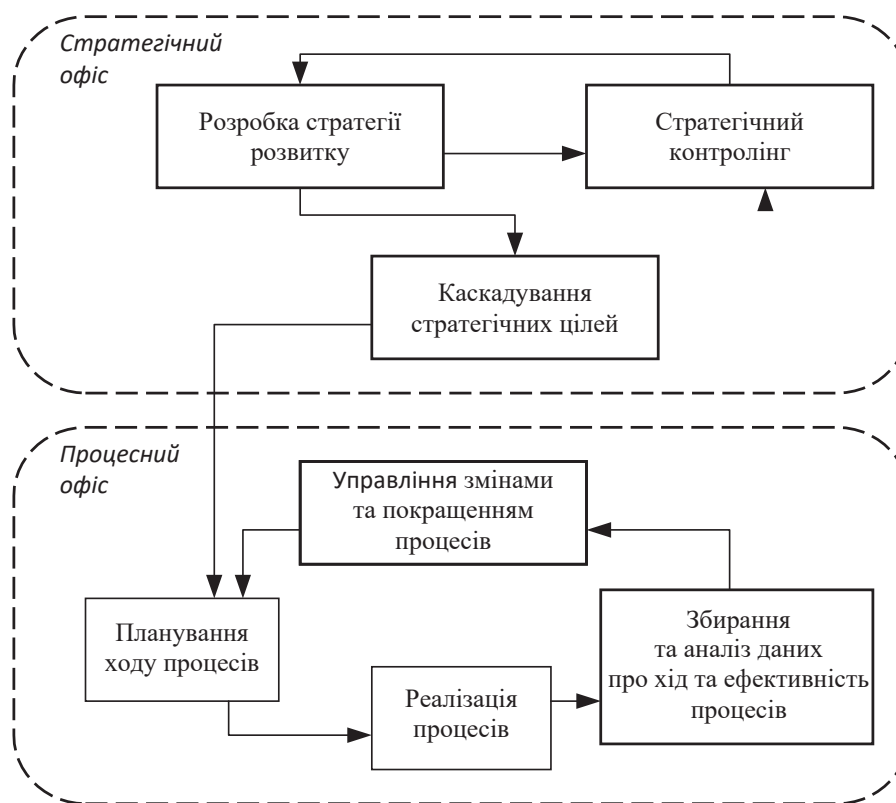 Стратегічний
офіс
Розробка стратегії
розвитку
Стратегічний
контролінг
Каскадування
стратегічних цілей
Процесний
офіс
Управління змінами
та покращенням
процесів
Планування
ходу процесів
Збирання
та аналіз даних
про хід та ефективність
процесів
Реалізація
процесів